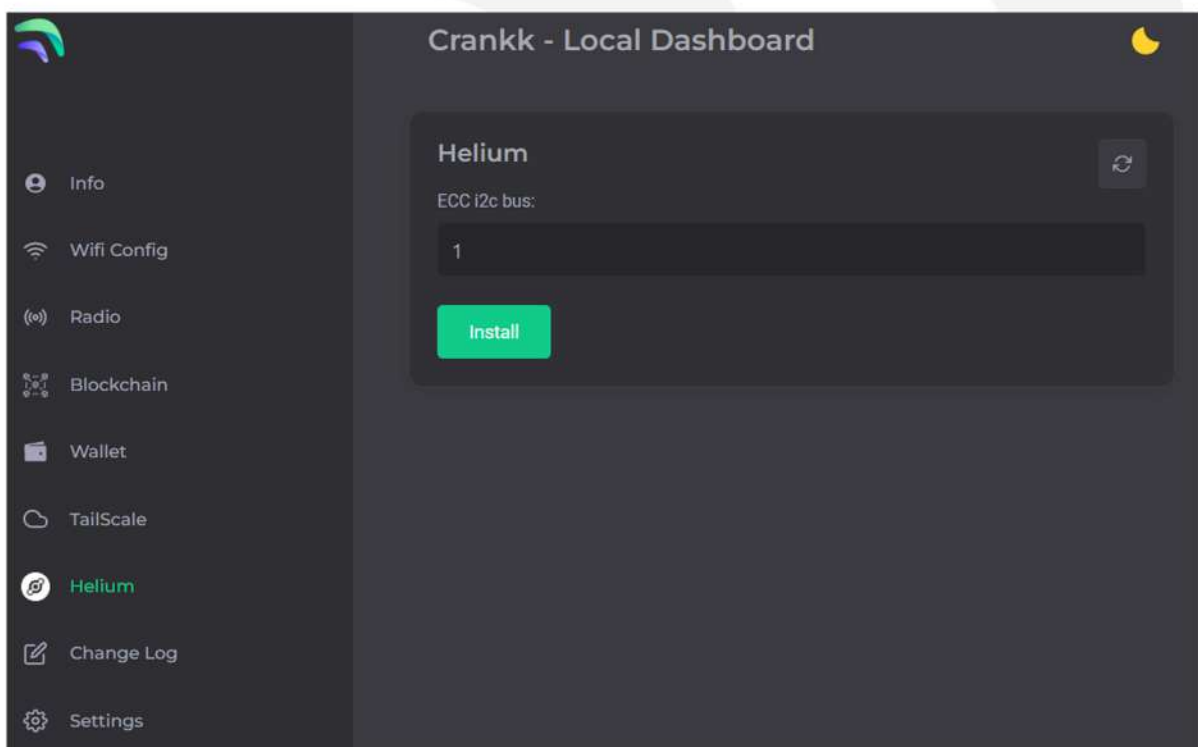 Crankk - Local Dashboard
Info
Wifi Config
Radio
Blockchain
Wallet
TailScale
Helium
Change Log
Settings
Helium
ECC i2c bus:
1
Install